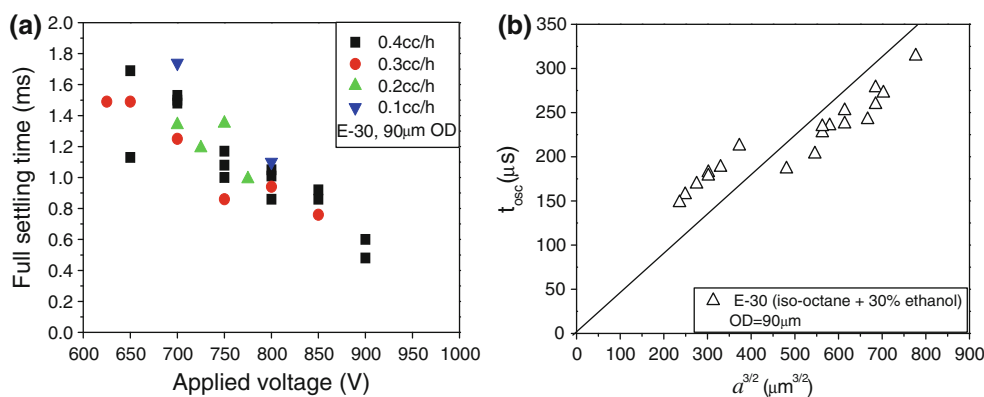 (a)
Full settling time (ms)
2.0
1.8
1.6
1.4
1.2
1.0
0.8
0.6
0.4
0.2
0.0
600 650 700 750 800 850 900 950 1000
Applied voltage (V)
0.4cc/h
0.3cc/h
0.2cc/h
0.1cc/h
E-30, 90μm OD
(b)
t_osc (μs)
350
300
250
200
150
100
50
0
0 100 200 300 400 500 600 700 800 900
a^3/2 (μm^3/2)
E-30 (iso-octane + 30% ethanol)
OD=90μm